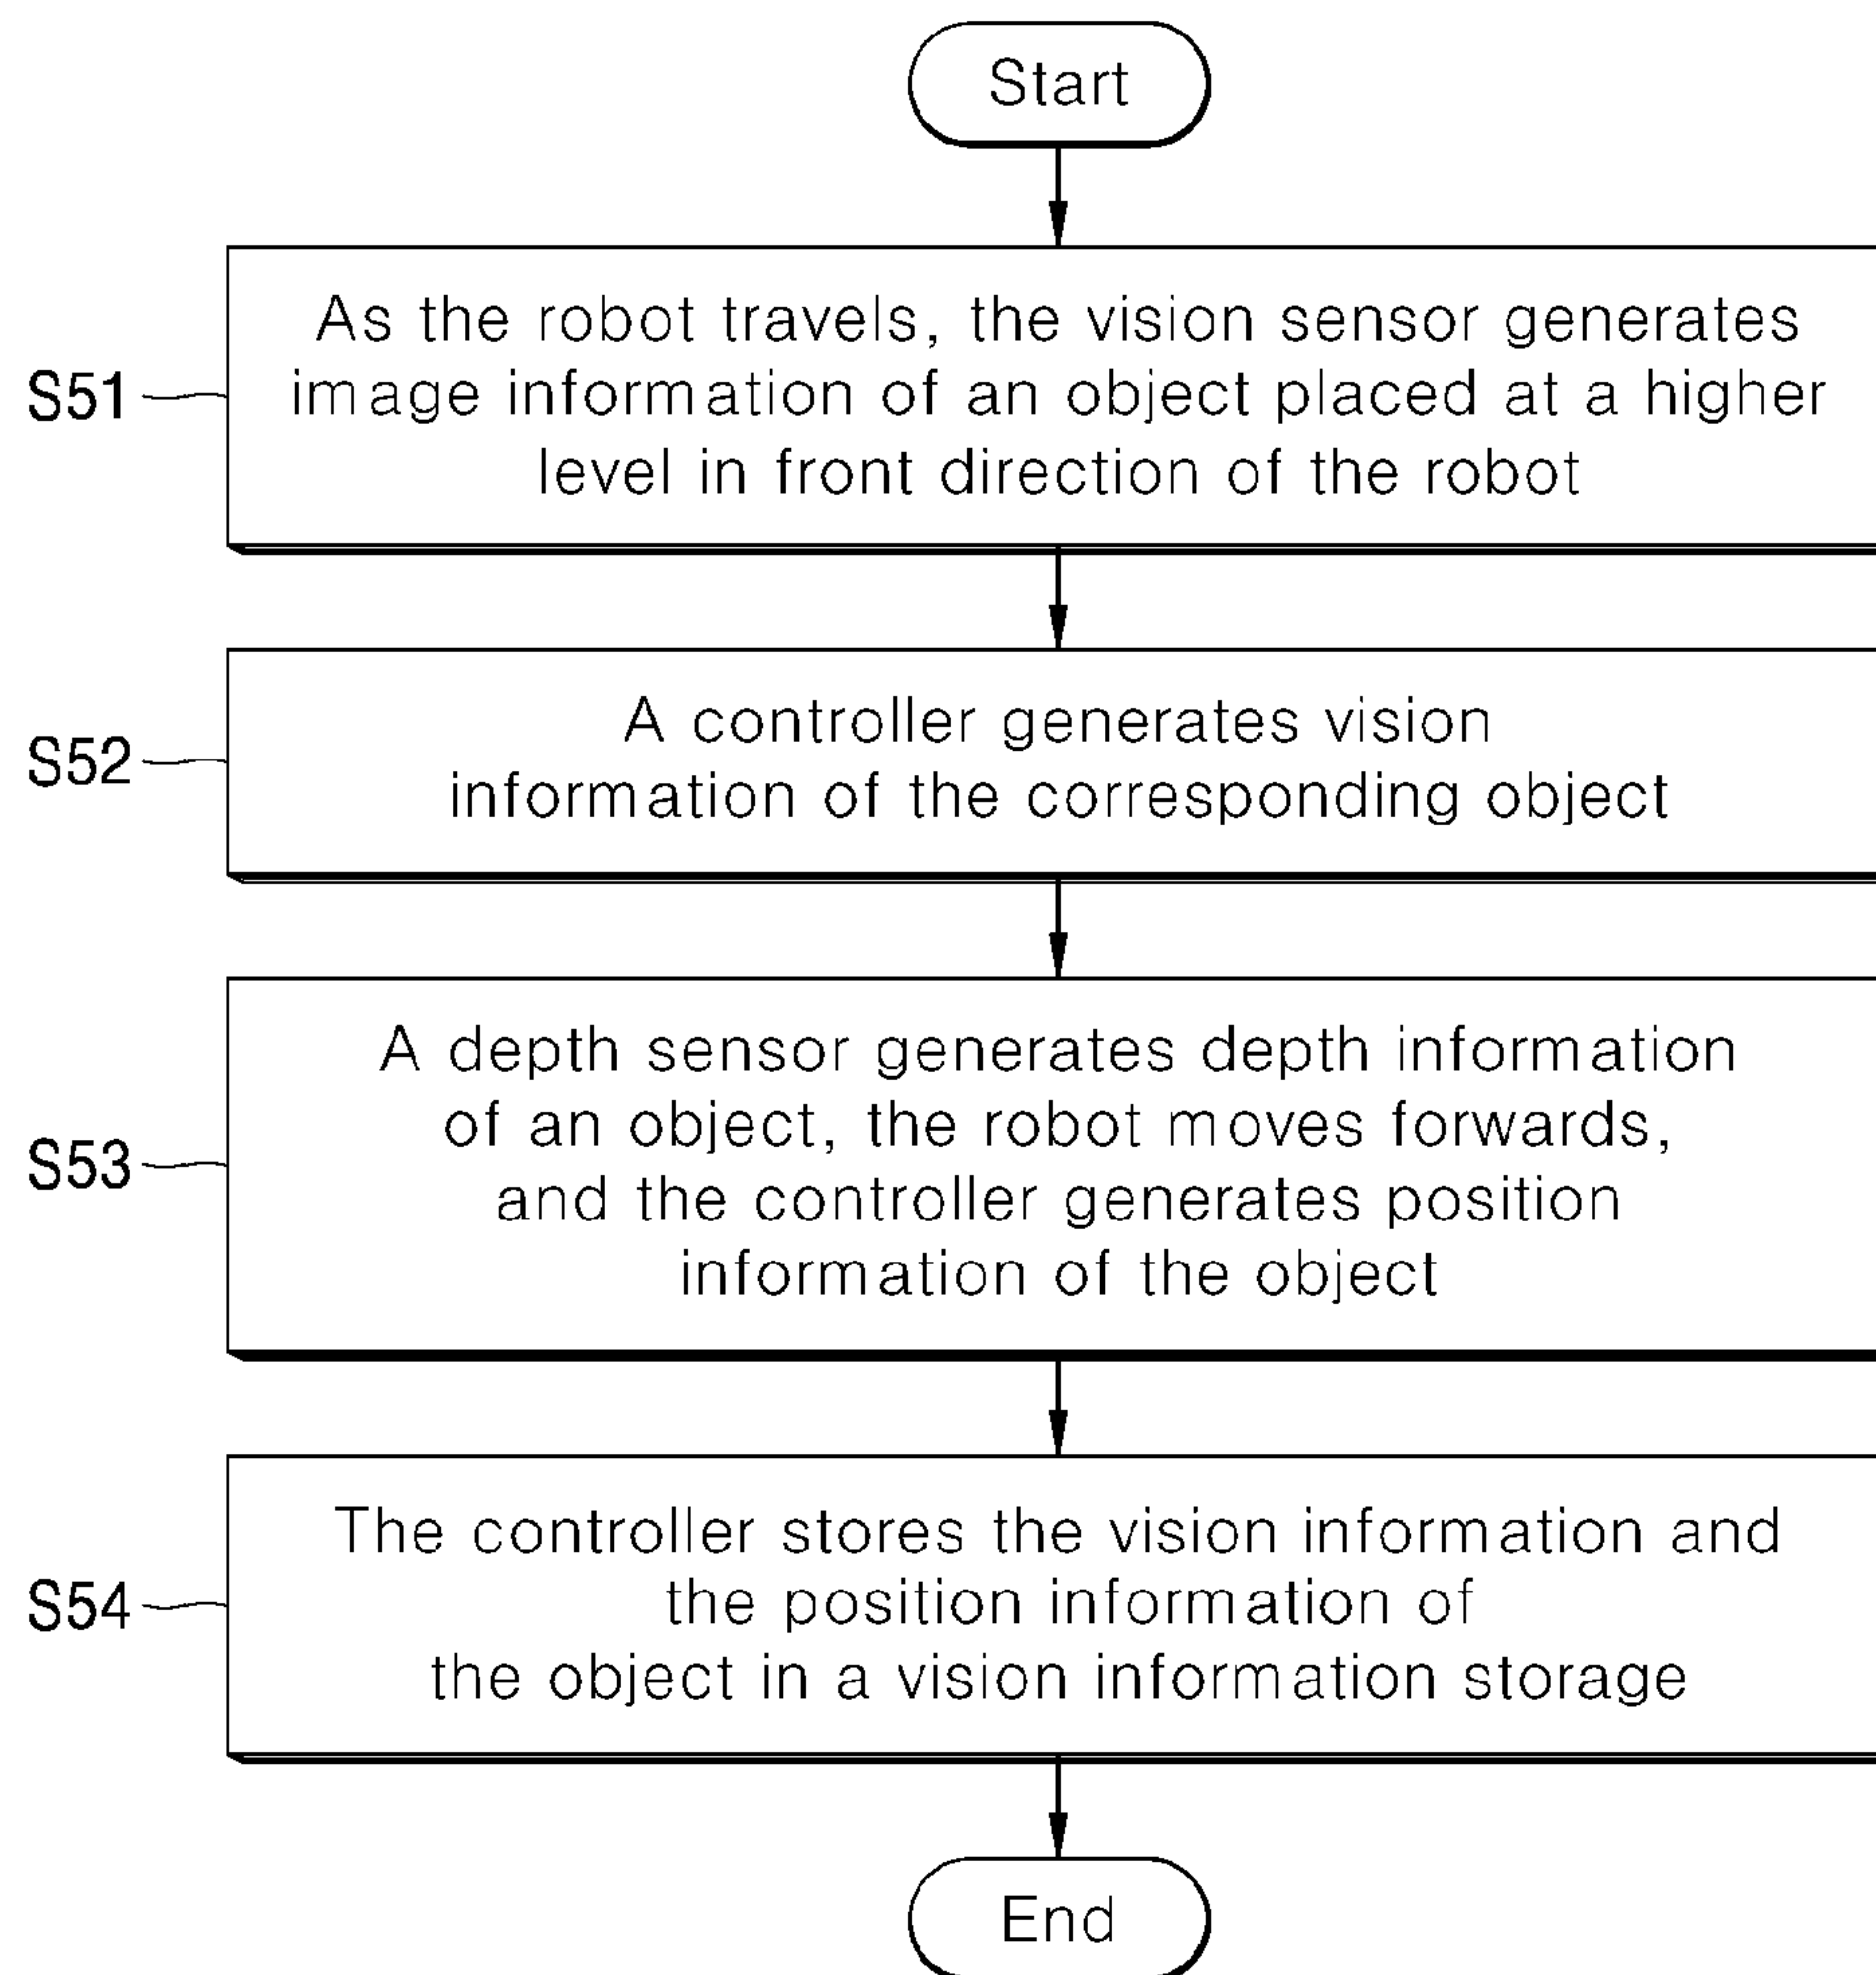 Start
As the robot travels, the vision sensor generates
image information of an object placed at a higher
level in front direction of the robot
S51
A controller generates vision
information of the corresponding object
S52
A depth sensor generates depth information
of an object, the robot moves forwards,
and the controller generates position
information of the object
S53
The controller stores the vision information and
the position information of
the object in a vision information storage
S54
End